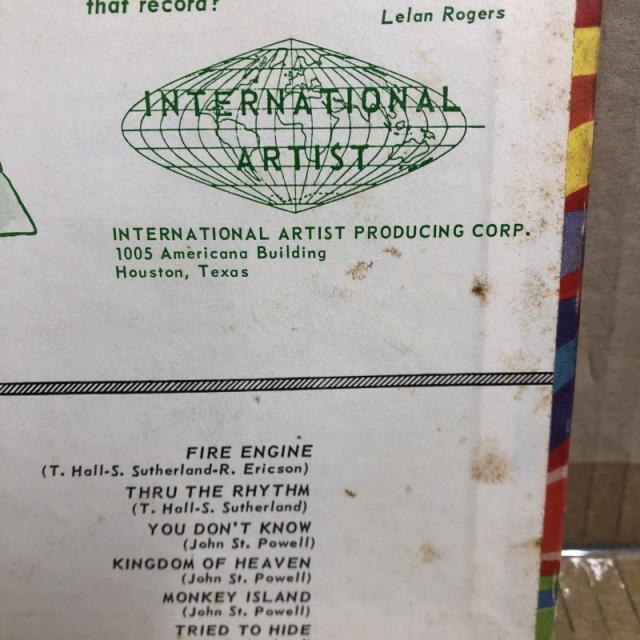 that record?
Lelan Rogers
INTERNATIONAL
ARTIST
INTERNATIONAL ARTIST PRODUCING CORP.
1005 Americana Building
Houston, Texas
FIRE ENGINE
(T. Hall-S. Sutherland-R. Ericson)
THRU THE RHYTHM
(T. Hall-S. Sutherland)
YOU DON'T KNOW
(John St. Powell)
KINGDOM OF HEAVEN
(John St. Powell)
MONKEY ISLAND
(John St. Powell)
TRIED TO HIDE